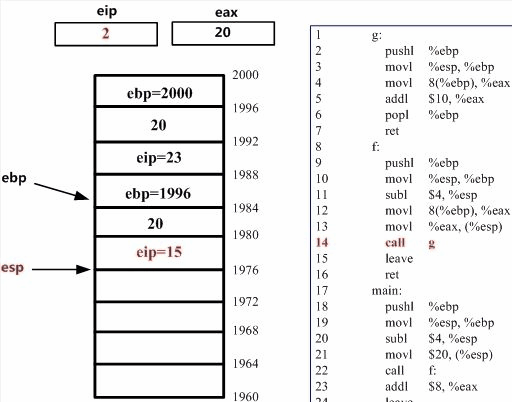 eip eax
2 20
2000
ebp=2000
1996
20
1992
eip=23
1988
ebp ebp=1996
1984
20
1980
eip=15
esp 1976
1972
1968
1964
1960
1 g:
2 pushl %ebp
3 movl %esp, %ebp
4 movl 8(%ebp), %eax
5 addl $10, %eax
6 popl %ebp
7 ret
8 f:
9 pushl %ebp
10 movl %esp, %ebp
11 subl $4, %esp
12 movl 8(%ebp), %eax
13 movl %eax, (%esp)
14 call g
15 leave
16 ret
17 main:
18 pushl %ebp
19 movl %esp, %ebp
20 subl $4, %esp
21 movl $20, (%esp)
22 call f:
23 addl $8, %eax
24 leave